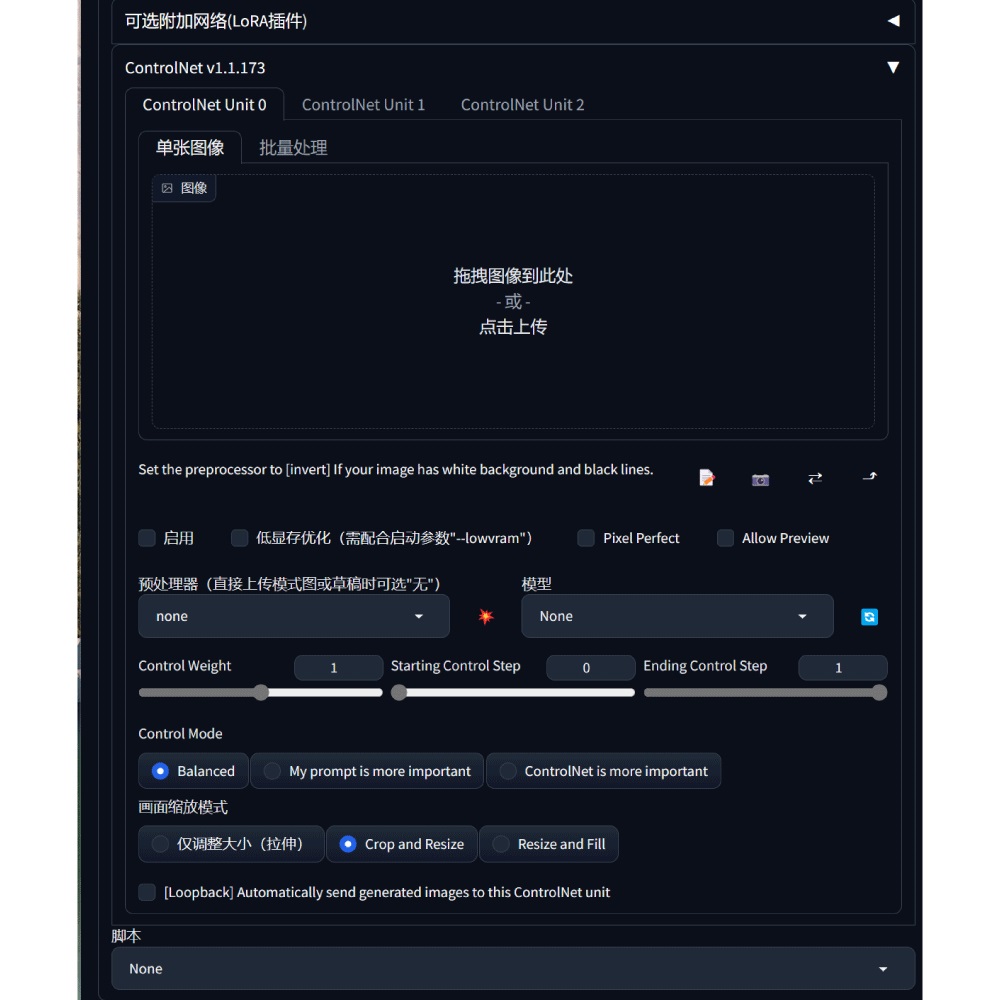 可选附加网络(LoRA插件)
ControlNet v1.1.173
ControlNet Unit 0 ControlNet Unit 1 ControlNet Unit 2
单张图像 批量处理
图像
拖拽图像到此处
- 或 -
点击上传
Set the preprocessor to [invert] If your image has white background and black lines.
启用 低显存优化（需配合启动参数"--lowvram"） Pixel Perfect Allow Preview
预处理器（直接上传模式图或草稿时可选"无"） 模型
none None
Control Weight 1 Starting Control Step 0 Ending Control Step 1
Control Mode
Balanced My prompt is more important ControlNet is more important
画面缩放模式
仅调整大小（拉伸） Crop and Resize Resize and Fill
[Loopback] Automatically send generated images to this ControlNet unit
脚本
None